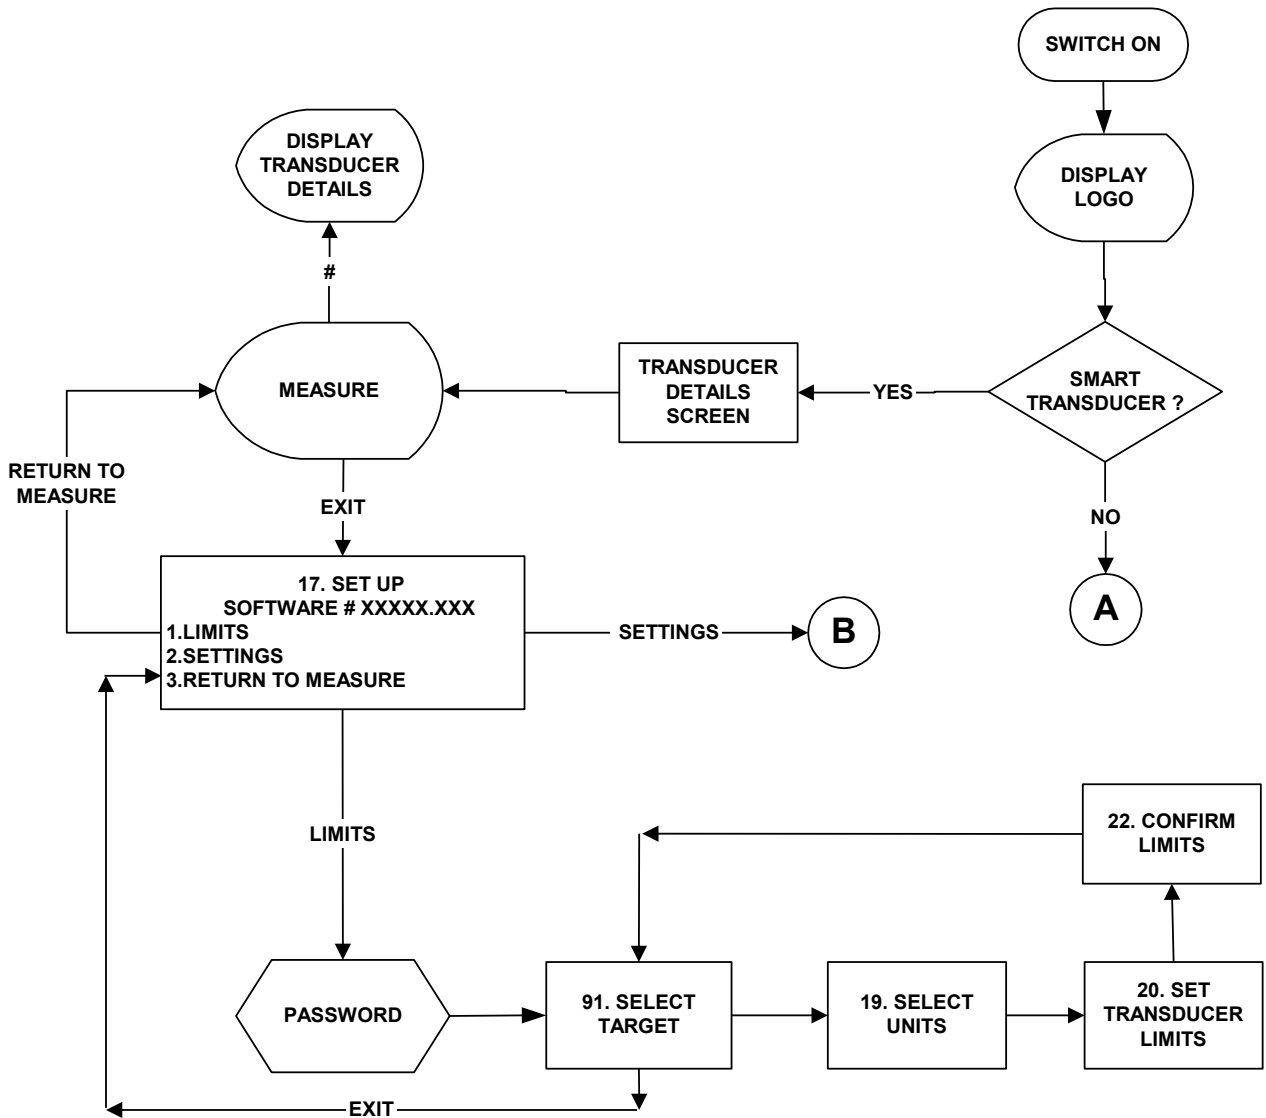 SWITCH ON
DISPLAY
TRANSDUCER
DETAILS
DISPLAY
LOGO
#
MEASURE
TRANSDUCER
DETAILS
SCREEN
YES
SMART
TRANSDUCER ?
RETURN TO
MEASURE
EXIT
NO
17. SET UP
SOFTWARE # XXXXX.XXX
1.LIMITS
2.SETTINGS
3.RETURN TO MEASURE
SETTINGS
B
A
LIMITS
22. CONFIRM
LIMITS
PASSWORD
91. SELECT
TARGET
19. SELECT
UNITS
20. SET
TRANSDUCER
LIMITS
EXIT